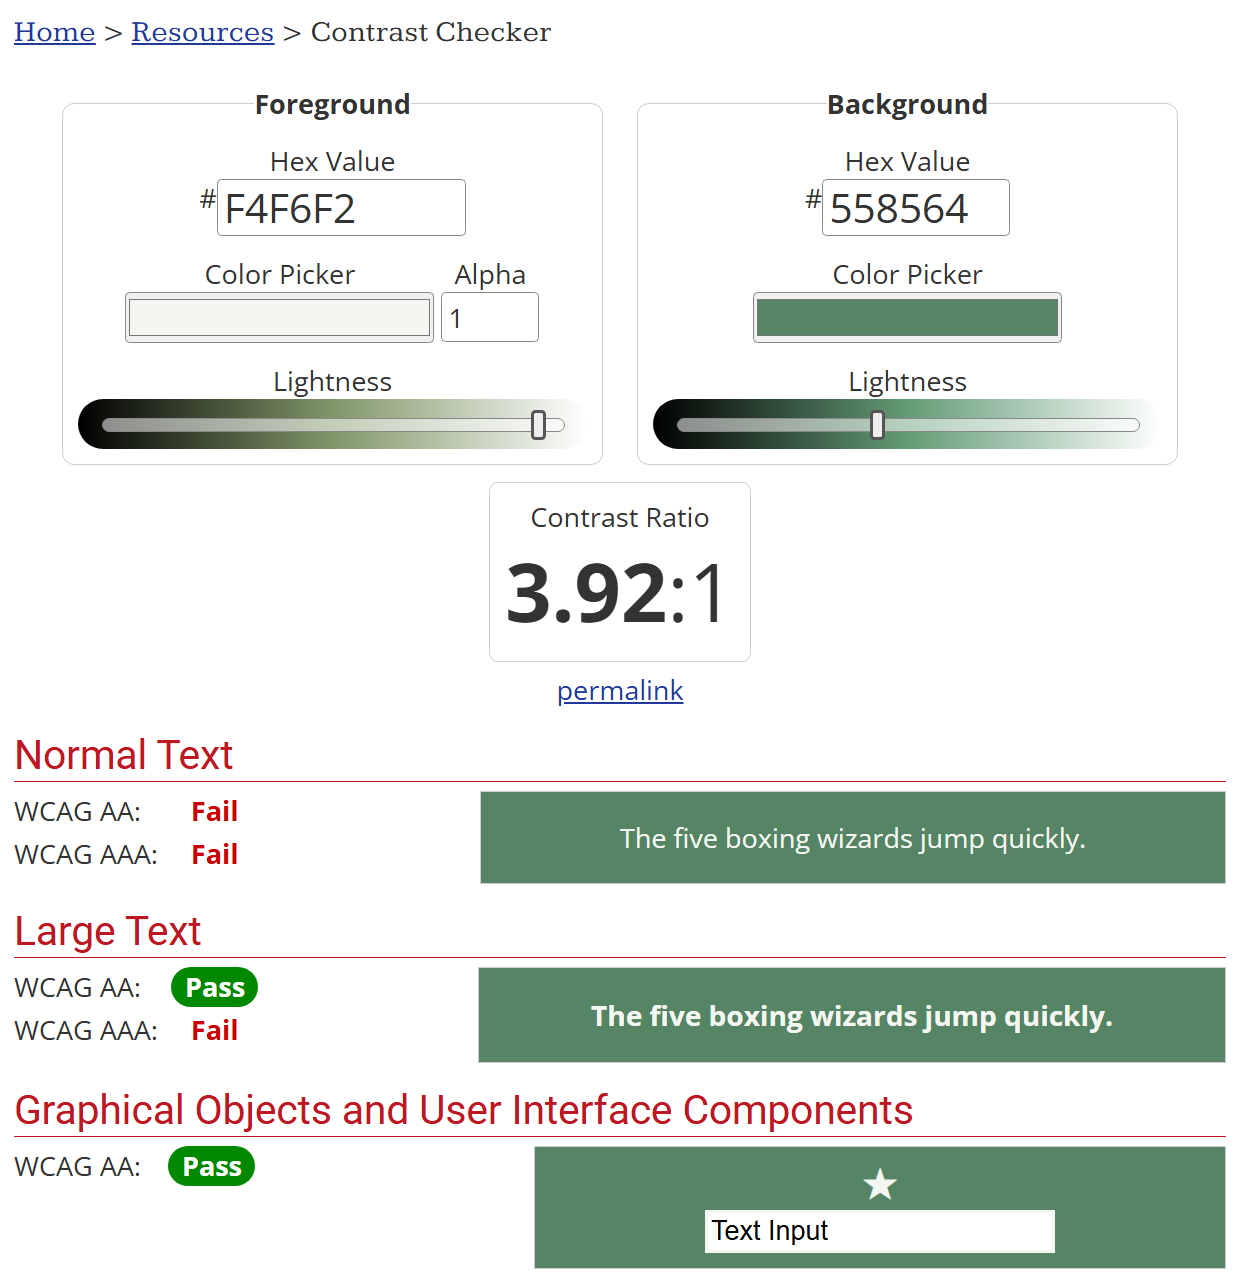 Home > Resources > Contrast Checker
Foreground
Hex Value
# F4F6F2
Color Picker Alpha
1
Lightness
Background
Hex Value
# 558564
Color Picker
Lightness
Contrast Ratio
3.92:1
permalink
Normal Text
WCAG AA: Fail
WCAG AAA: Fail
The five boxing wizards jump quickly.
Large Text
WCAG AA: Pass
WCAG AAA: Fail
The five boxing wizards jump quickly.
Graphical Objects and User Interface Components
WCAG AA: Pass
Text Input